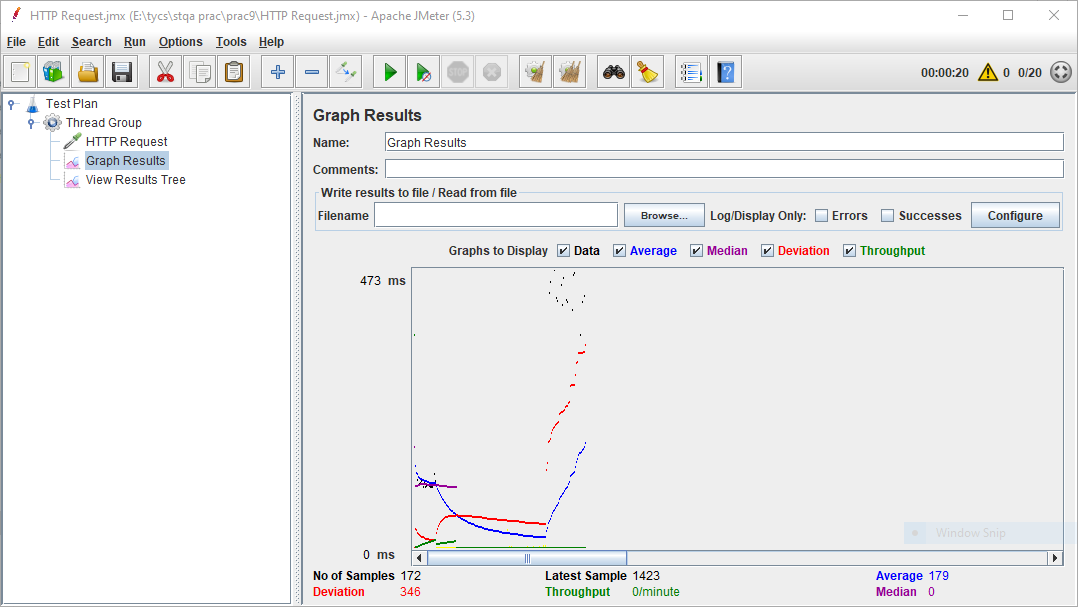 HTTP Request.jmx (E:\tycs\stqa prac\prac9\HTTP Request.jmx) - Apache JMeter (5.3)
File Edit Search Run Options Tools Help
STOP 00:00:20 0 0/20
Test Plan
Thread Group
HTTP Request
Graph Results
View Results Tree
Graph Results
Name: Graph Results
Comments:
Write results to file / Read from file
Filename Browse... Log/Display Only: Errors Successes Configure
Graphs to Display Data Average Median Deviation Throughput
473 ms
Window Snip
0 ms
No of Samples 172 Latest Sample 1423 Average 179
Deviation 346 Throughput 0/minute Median 0